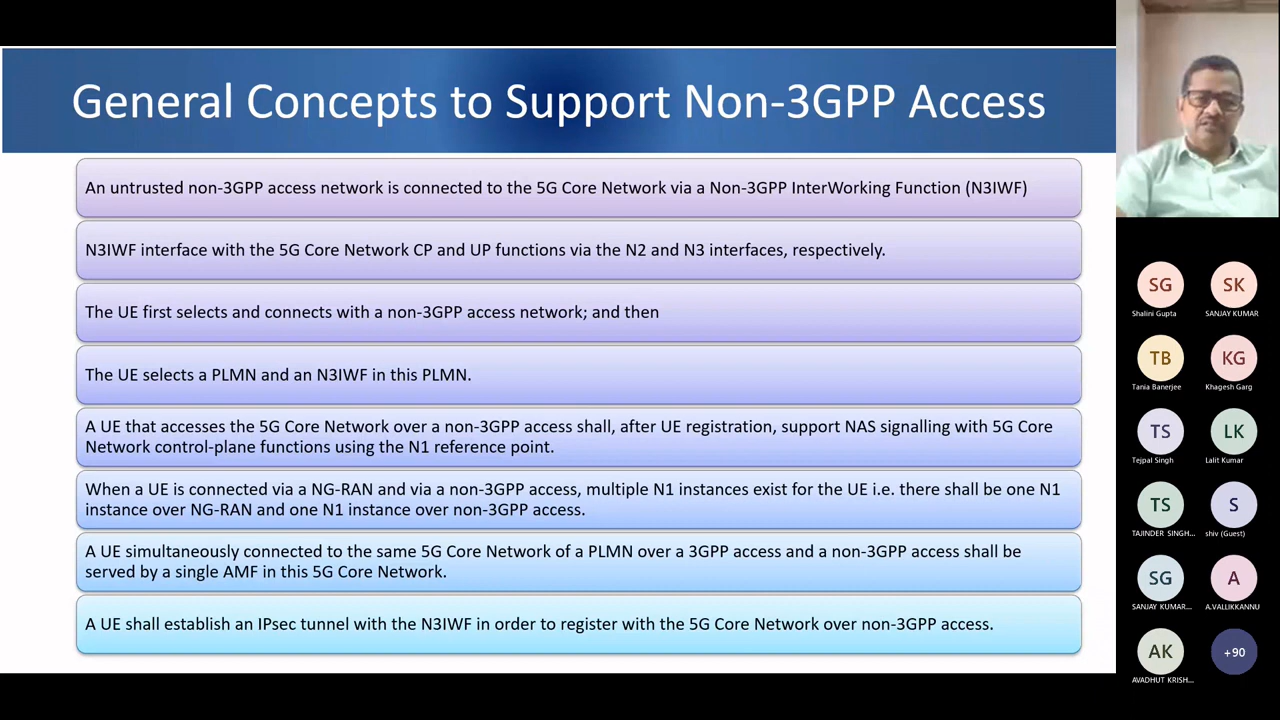 General Concepts to Support Non-3GPP Access
An untrusted non-3GPP access network is connected to the 5G Core Network via a Non-3GPP InterWorking Function (N3IWF)
N3IWF interface with the 5G Core Network CP and UP functions via the N2 and N3 interfaces, respectively.
The UE first selects and connects with a non-3GPP access network; and then
The UE selects a PLMN and an N3IWF in this PLMN.
A UE that accesses the 5G Core Network over a non-3GPP access shall, after UE registration, support NAS signalling with 5G Core
Network control-plane functions using the N1 reference point.
When a UE is connected via a NG-RAN and via a non-3GPP access, multiple N1 instances exist for the UE i.e. there shall be one N1
instance over NG-RAN and one N1 instance over non-3GPP access.
A UE simultaneously connected to the same 5G Core Network of a PLMN over a 3GPP access and a non-3GPP access shall be
served by a single AMF in this 5G Core Network.
A UE shall establish an IPsec tunnel with the N3IWF in order to register with the 5G Core Network over non-3GPP access.
SG SK
Shalini Gupta SANJAY KUMAR
TB KG
Tania Banerjee Khagesh Garg
TS LK
Tejpal Singh Lalit Kumar
TS S
TAJINDER SINGH... shiv (Guest)
SG A
SANJAY KUMAR... A.VALLIKKANNU
AK +90
AVADHUT KRISH...